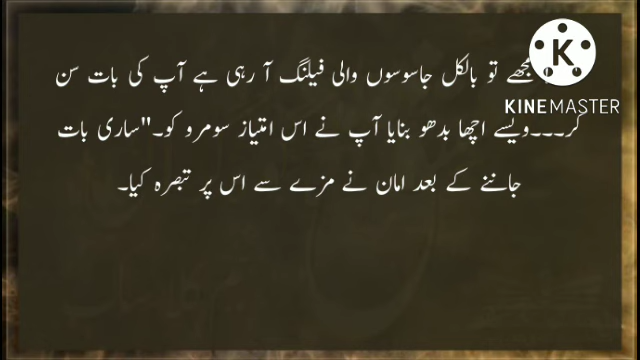 مجھے تو بالکل جاسوسوں والی فیلنگ آ رہی ہے آپ کی بات سن
کر۔۔۔ویسے اچھا بدھو بنایا آپ نے اس امتیاز سومرو کو۔"ساری بات
جاننے کے بعد امان نے مزے سے اس پر تبصرہ کیا۔
K
KINEMASTER